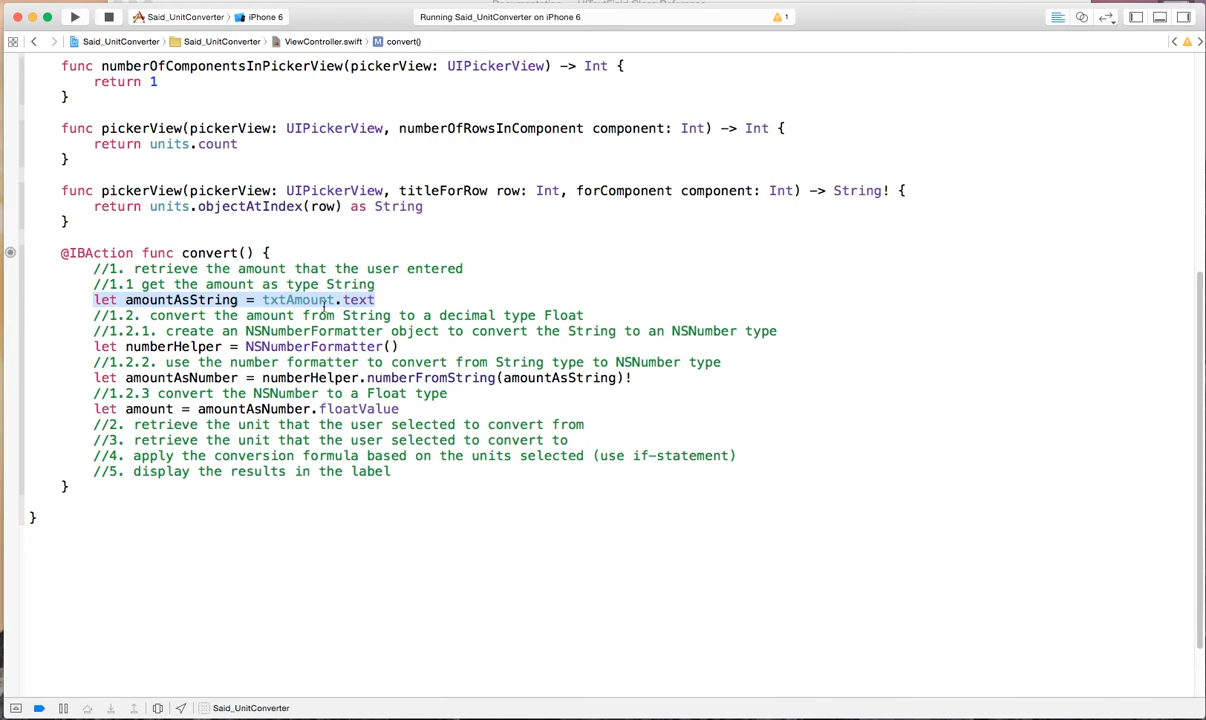 Said_UnitConverter iPhone 6
Running Said_UnitConverter on iPhone 6
1
Said_UnitConverter Said_UnitConverter ViewController.swift M convert()
func numberOfComponentsInPickerView(pickerView: UIPickerView) -> Int {
return 1
}
func pickerView(pickerView: UIPickerView, numberOfRowsInComponent component: Int) -> Int {
return units.count
}
func pickerView(pickerView: UIPickerView, titleForRow row: Int, forComponent component: Int) -> String! {
return units.objectAtIndex(row) as String
}
@IBAction func convert() {
//1. retrieve the amount that the user entered
//1.1 get the amount as type String
let amountAsString = txtAmount.text
//1.2. convert the amount from String to a decimal type Float
//1.2.1. create an NSNumberFormatter object to convert the String to an NSNumber type
let numberHelper = NSNumberFormatter()
//1.2.2. use the number formatter to convert from String type to NSNumber type
let amountAsNumber = numberHelper.numberFromString(amountAsString)!
//1.2.3 convert the NSNumber to a Float type
let amount = amountAsNumber.floatValue
//2. retrieve the unit that the user selected to convert from
//3. retrieve the unit that the user selected to convert to
//4. apply the conversion formula based on the units selected (use if-statement)
//5. display the results in the label
}
}
Said_UnitConverter